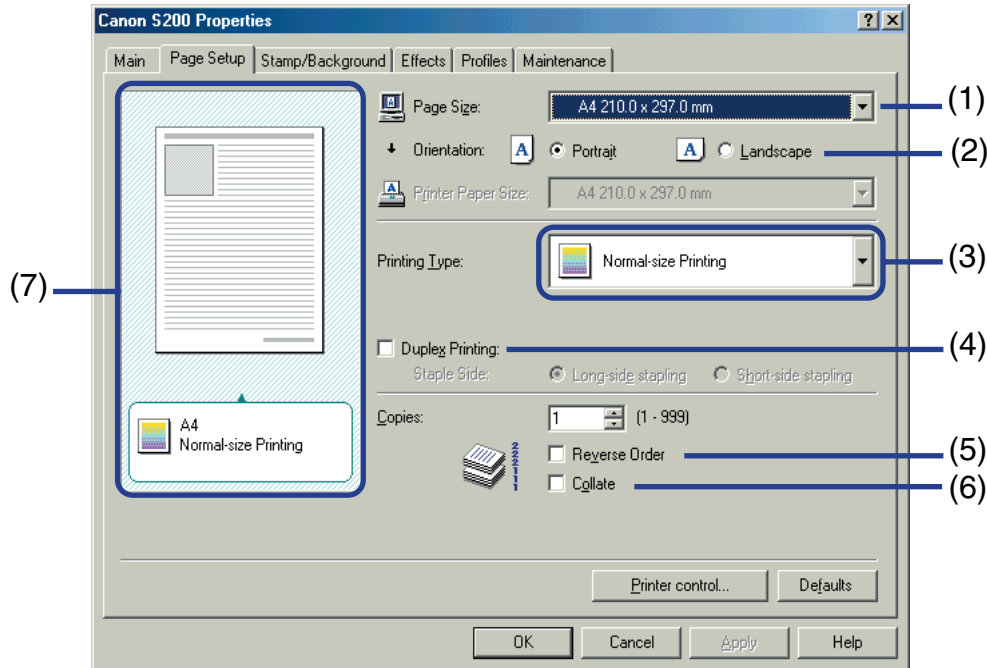 Canon S200 Properties
Main Page Setup Stamp/Background Effects Profiles Maintenance
Page Size: A4 210.0 x 297.0 mm (1)
Orientation: A Portrait A Landscape (2)
Printer Paper Size: A4 210.0 x 297.0 mm
Printing Type: Normal-size Printing (3)
(7)
Duplex Printing: (4)
Staple Side: Long-side stapling Short-side stapling
A4
Normal-size Printing
Copies: 1 (1 - 999)
222111
Reverse Order (5)
Collate (6)
Printer control... Defaults
OK Cancel Apply Help